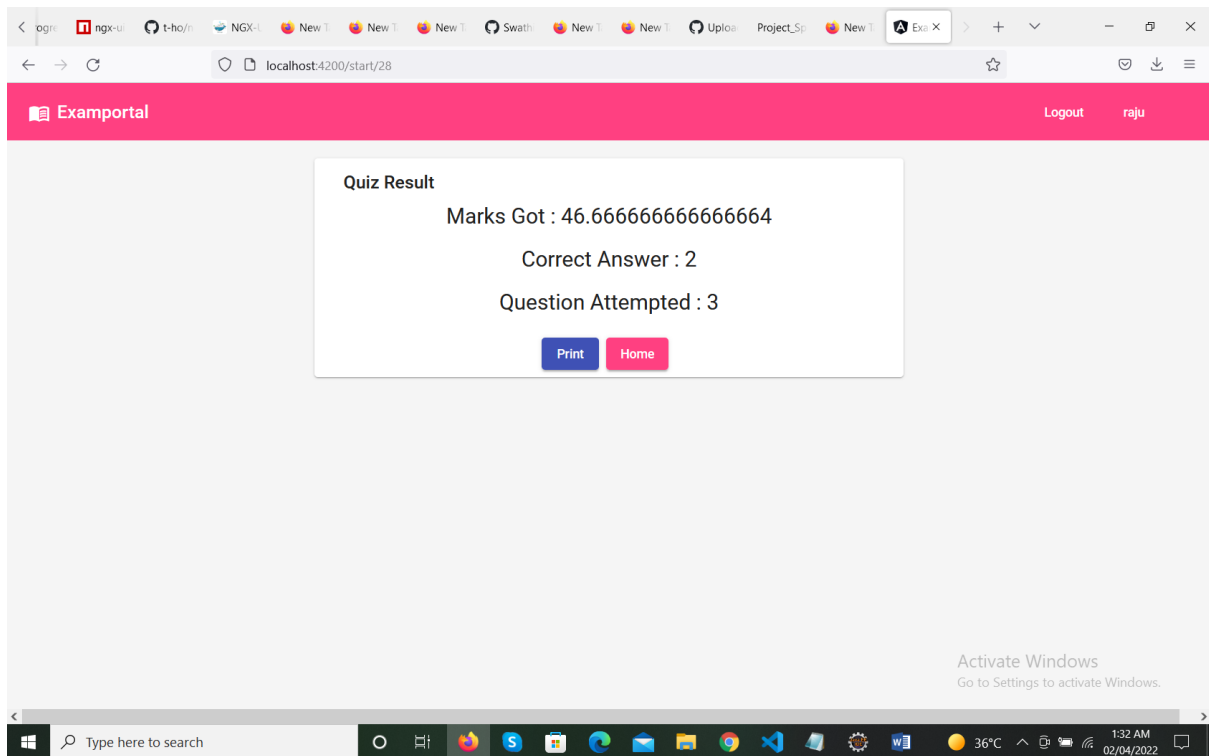 ngx-u
t-ho/n
NGX-U
New T
New T
New T
Swath
New T
New T
Uploa
Project_Sp
New T
Exa
localhost:4200/start/28
Examportal
Logout
raju
Quiz Result
Marks Got : 46.666666666666664
Correct Answer : 2
Question Attempted : 3
Print
Home
Activate Windows
Go to Settings to activate Windows.
Type here to search
36°C
1:32 AM
02/04/2022